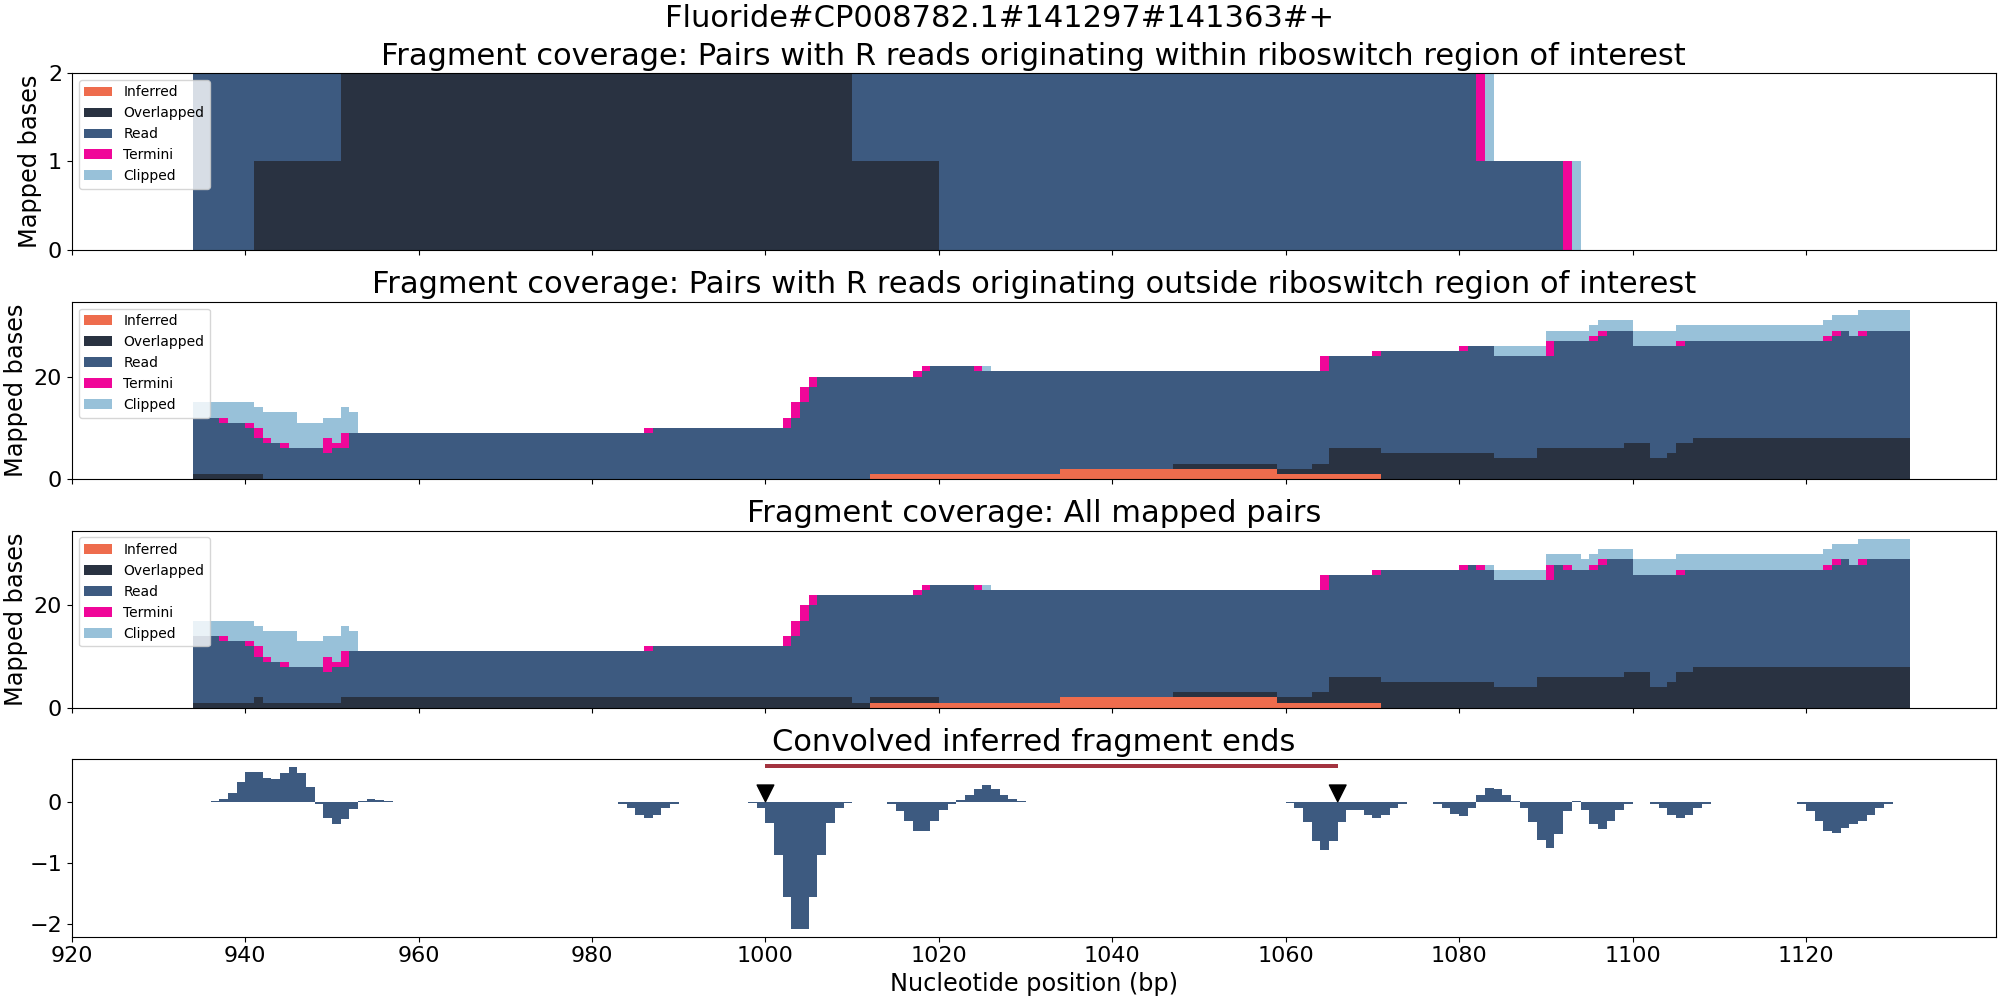 Fluoride#CP008782.1#141297#141363#+
Fragment coverage: Pairs with R reads originating within riboswitch region of interest
Mapped bases
2
1
0
Inferred
Overlapped
Read
Termini
Clipped
Fragment coverage: Pairs with R reads originating outside riboswitch region of interest
Mapped bases
20
0
Inferred
Overlapped
Read
Termini
Clipped
Fragment coverage: All mapped pairs
Mapped bases
20
0
Inferred
Overlapped
Read
Termini
Clipped
Convolved inferred fragment ends
0
−1
−2
920 940 960 980 1000 1020 1040 1060 1080 1100 1120
Nucleotide position (bp)